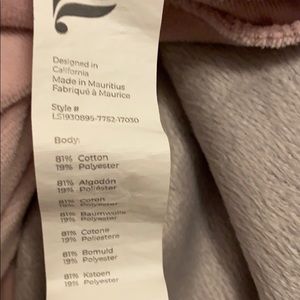 Designed in
California
Made in Mauritius
Fabriqué à Maurice
Style #
LS1930895-7752-17030
Body:
81% Cotton
19% Polyester
81% Algodón
19% Poliéster
81% Coton
19% Polyester
81% Baumwolle
19% Polyester
81% Cotone
19% Poliestere
81% Bomuld
19% Polyester
81% Katoen
19% Polyester